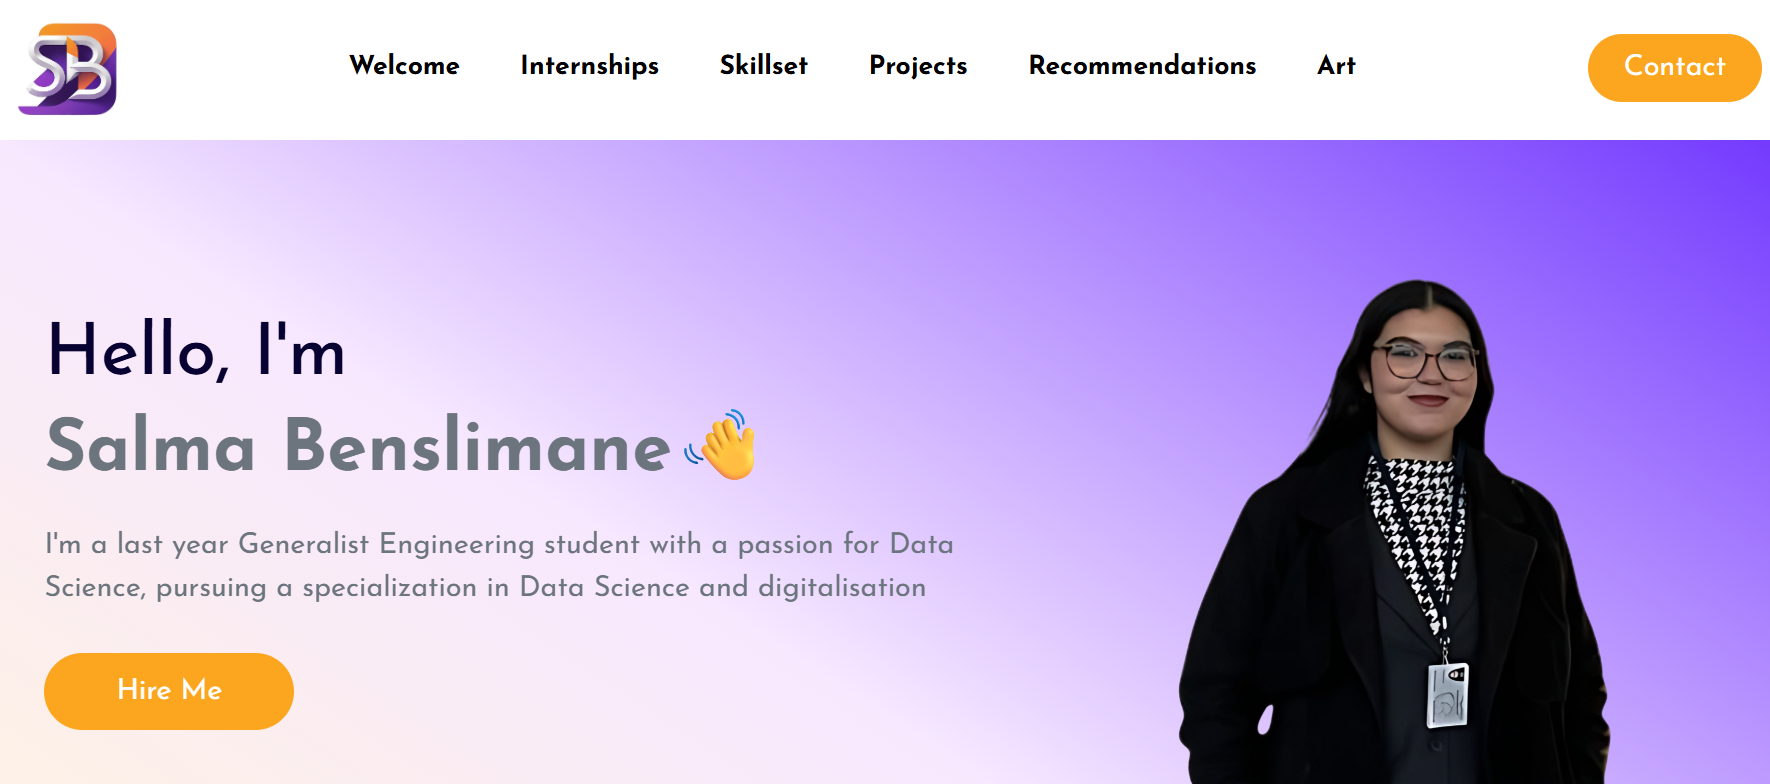 SB
Welcome Internships Skillset Projects Recommendations Art Contact
Hello, I'm
Salma Benslimane
I'm a last year Generalist Engineering student with a passion for Data
Science, pursuing a specialization in Data Science and digitalisation
Hire Me